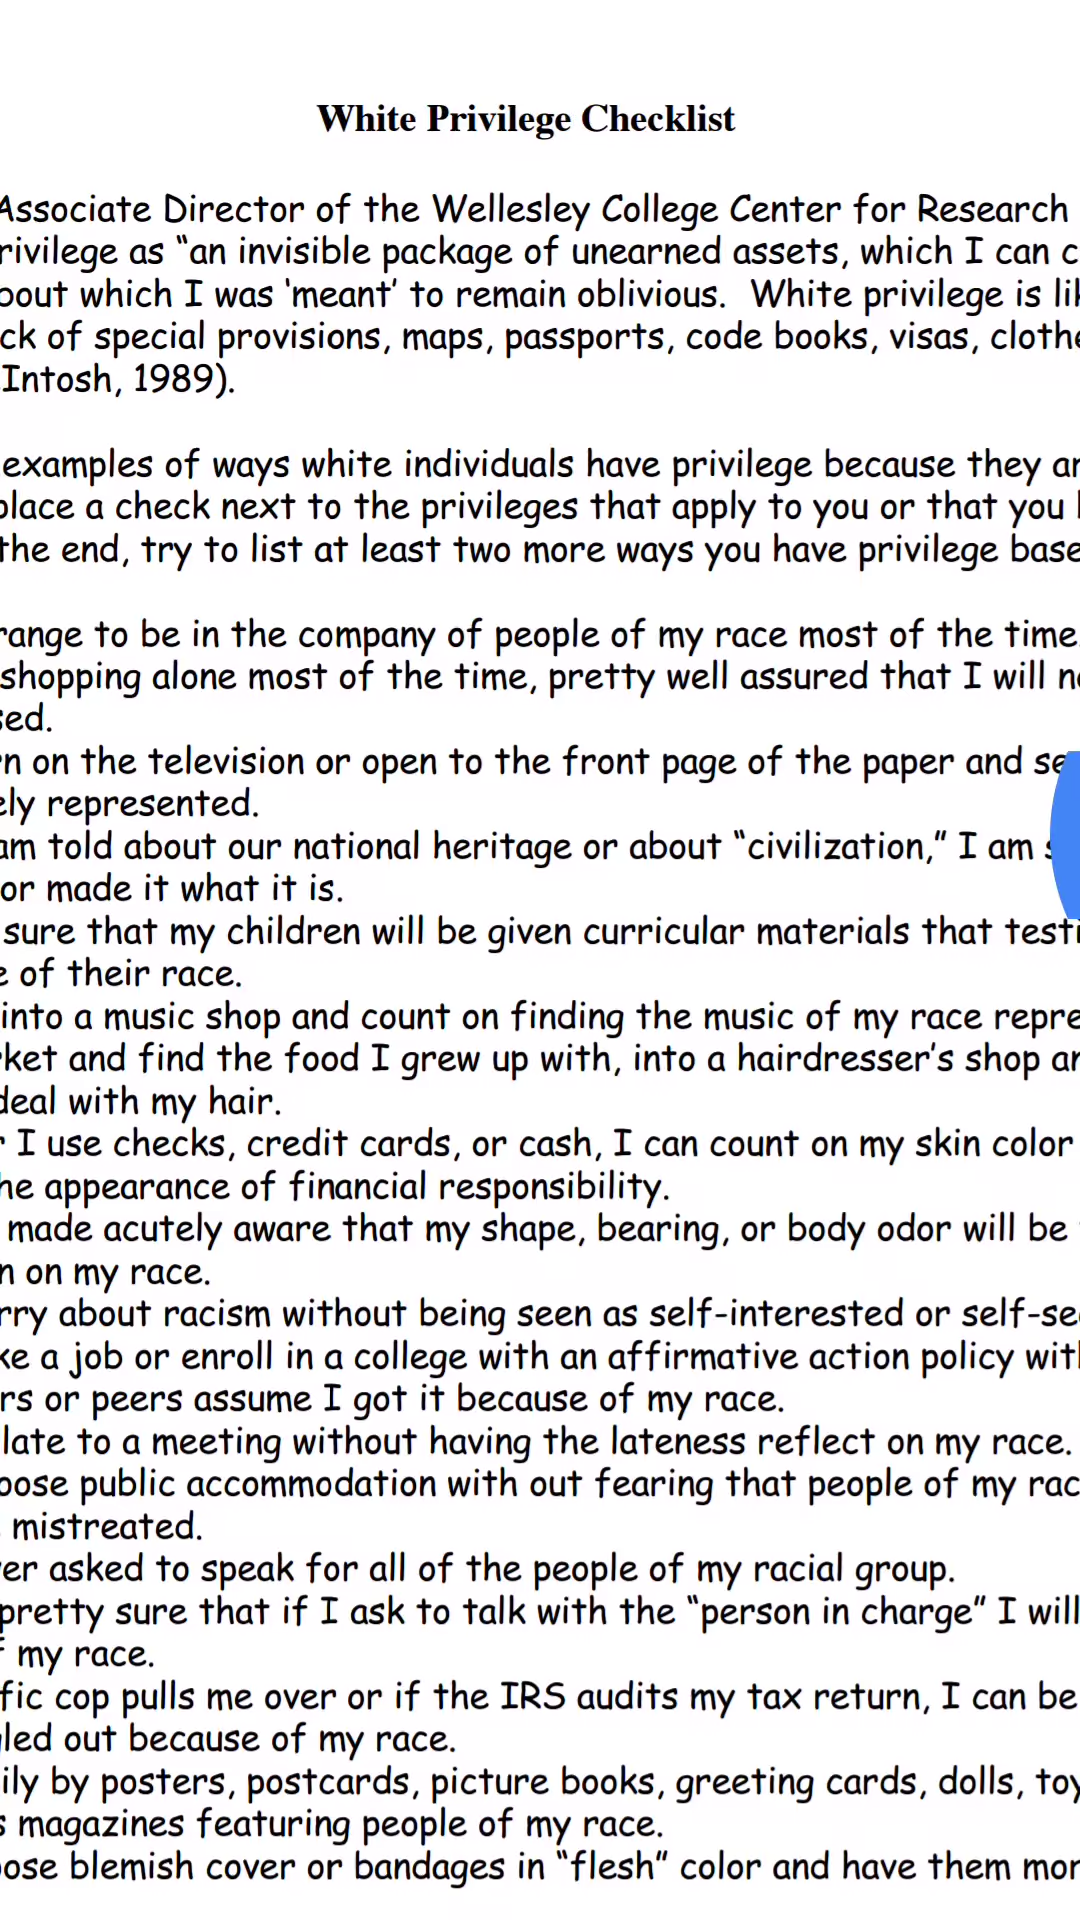 White Privilege Checklist
Associate Director of the Wellesley College Center for Research
rivilege as “an invisible package of unearned assets, which I can c
bout which I was ‘meant’ to remain oblivious.  White privilege is lik
ck of special provisions, maps, passports, code books, visas, clothe
Intosh, 1989).
examples of ways white individuals have privilege because they ar
place a check next to the privileges that apply to you or that you
the end, try to list at least two more ways you have privilege base
range to be in the company of people of my race most of the time.
shopping alone most of the time, pretty well assured that I will no
sed.
rn on the television or open to the front page of the paper and se
ely represented.
am told about our national heritage or about “civilization,” I am s
or made it what it is.
sure that my children will be given curricular materials that testi
e of their race.
into a music shop and count on finding the music of my race repre
rket and find the food I grew up with, into a hairdresser’s shop an
deal with my hair.
r I use checks, credit cards, or cash, I can count on my skin color
he appearance of financial responsibility.
made acutely aware that my shape, bearing, or body odor will be
n on my race.
rry about racism without being seen as self-interested or self-se
ke a job or enroll in a college with an affirmative action policy wit
rs or peers assume I got it because of my race.
late to a meeting without having the lateness reflect on my race.
oose public accommodation with out fearing that people of my rac
mistreated.
er asked to speak for all of the people of my racial group.
pretty sure that if I ask to talk with the “person in charge” I will
f my race.
fic cop pulls me over or if the IRS audits my tax return, I can be
gled out because of my race.
ily by posters, postcards, picture books, greeting cards, dolls, toy
s magazines featuring people of my race.
oose blemish cover or bandages in “flesh” color and have them mor